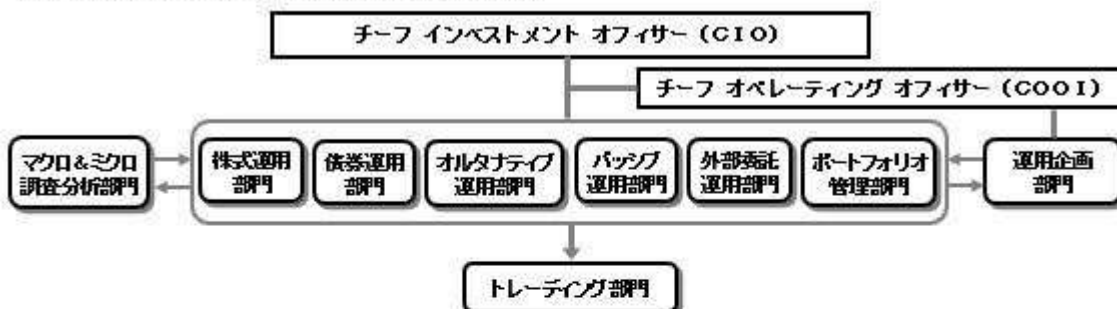 チーフ インベストメント オフィサー（CIO）
チーフ オペレーティング オフィサー（COOI）
マクロ＆ミクロ
調査分析部門
株式運用
部門
債券運用
部門
オルタナティブ
運用部門
パッシブ
運用部門
外部委託
運用部門
ポートフォリオ
管理部門
運用企画
部門
トレーディング部門